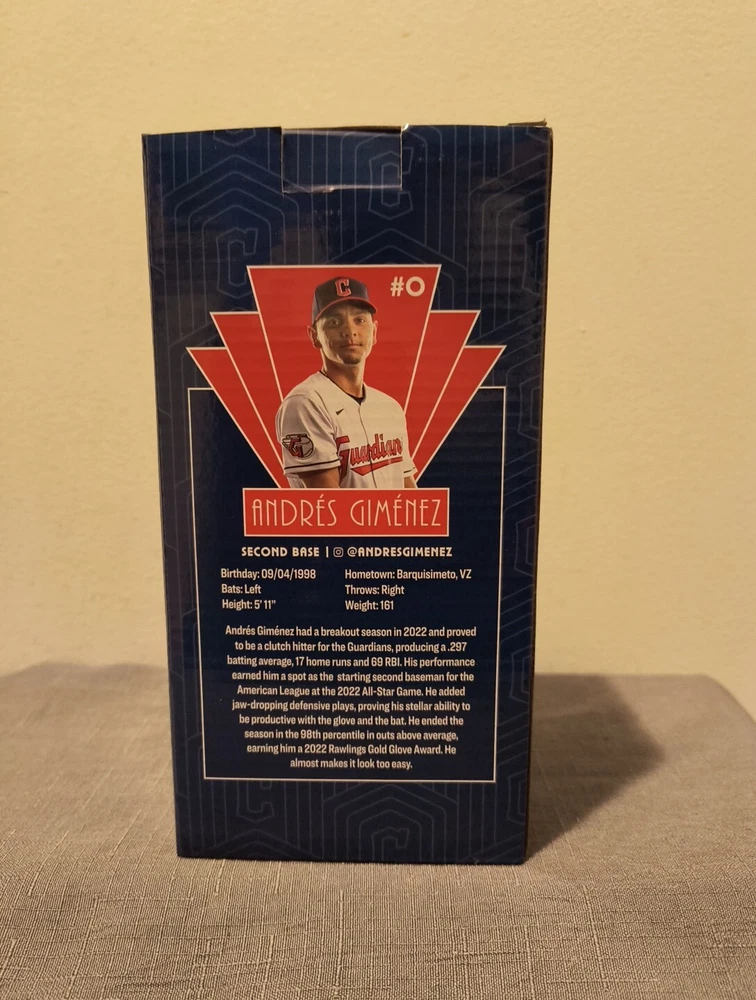 #0
C
Guardians
ANDRÉS GIMÉNEZ
SECOND BASE | @ANDRESGIMENEZ
Birthday: 09/04/1998 Hometown: Barquisimeto, VZ
Bats: Left Throws: Right
Height: 5' 11" Weight: 161
Andrés Giménez had a breakout season in 2022 and proved
to be a clutch hitter for the Guardians, producing a .297
batting average, 17 home runs and 69 RBI. His performance
earned him a spot as the starting second baseman for the
American League at the 2022 All-Star Game. He added
jaw-dropping defensive plays, proving his stellar ability to
be productive with the glove and the bat. He ended the
season in the 98th percentile in outs above average,
earning him a 2022 Rawlings Gold Glove Award. He
almost makes it look too easy.